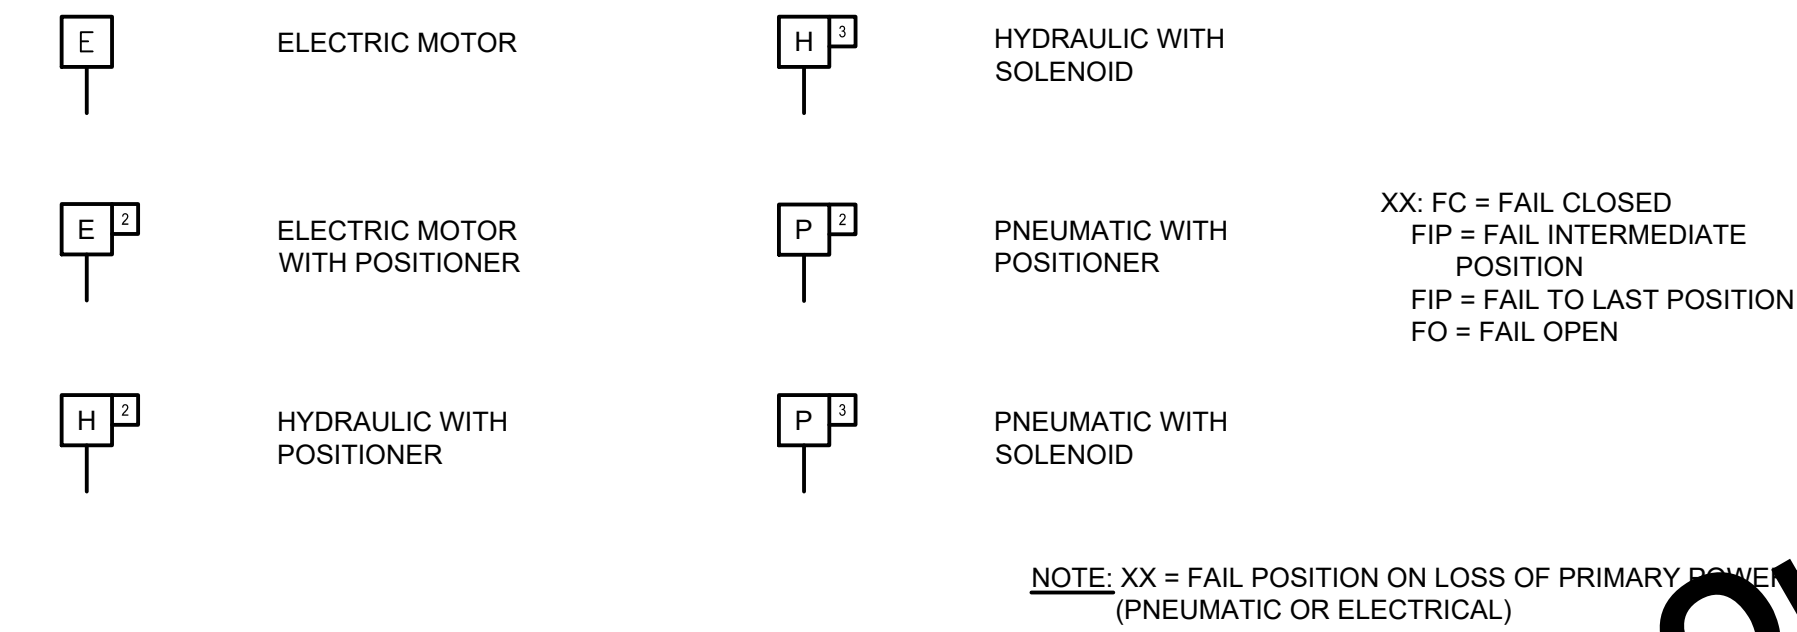 E
ELECTRIC MOTOR
H 3
HYDRAULIC WITH
SOLENOID
E 2
ELECTRIC MOTOR
WITH POSITIONER
P 2
PNEUMATIC WITH
POSITIONER
XX: FC = FAIL CLOSED
FIP = FAIL INTERMEDIATE
POSITION
FIP = FAIL TO LAST POSITION
FO = FAIL OPEN
H 2
HYDRAULIC WITH
POSITIONER
P 3
PNEUMATIC WITH
SOLENOID
NOTE: XX = FAIL POSITION ON LOSS OF PRIMARY POWER
(PNEUMATIC OR ELECTRICAL)